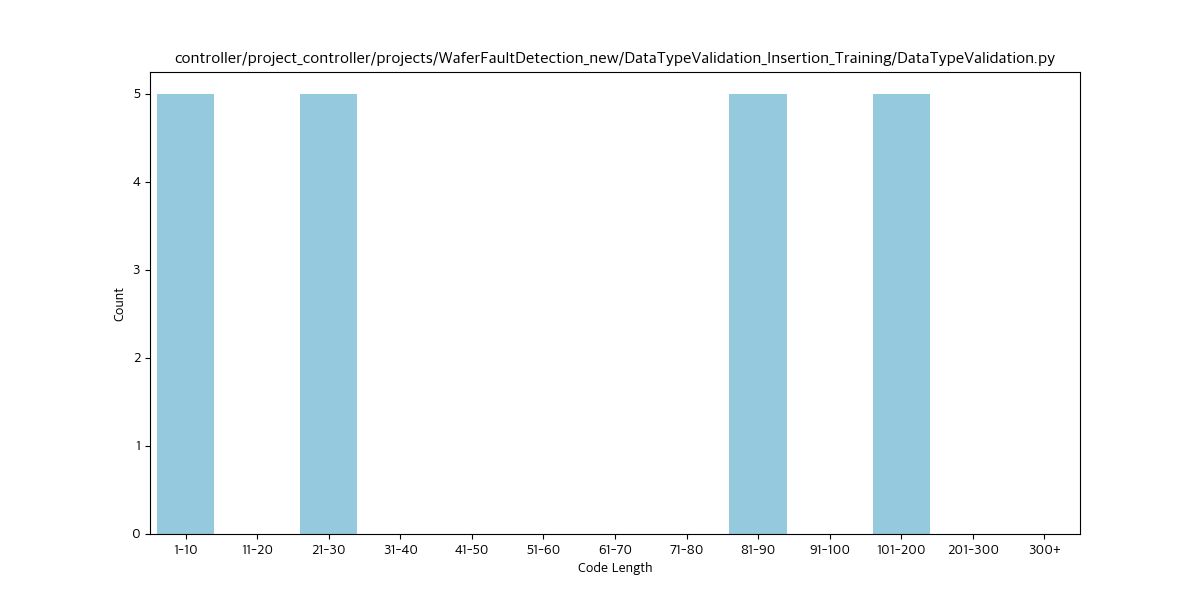 controller/project_controller/projects/WaferFaultDetection_new/DataTypeValidation_Insertion_Training/DataTypeValidation.py
5
4
3
2
1
0
Count
1-10 11-20 21-30 31-40 41-50 51-60 61-70 71-80 81-90 91-100 101-200 201-300 300+
Code Length